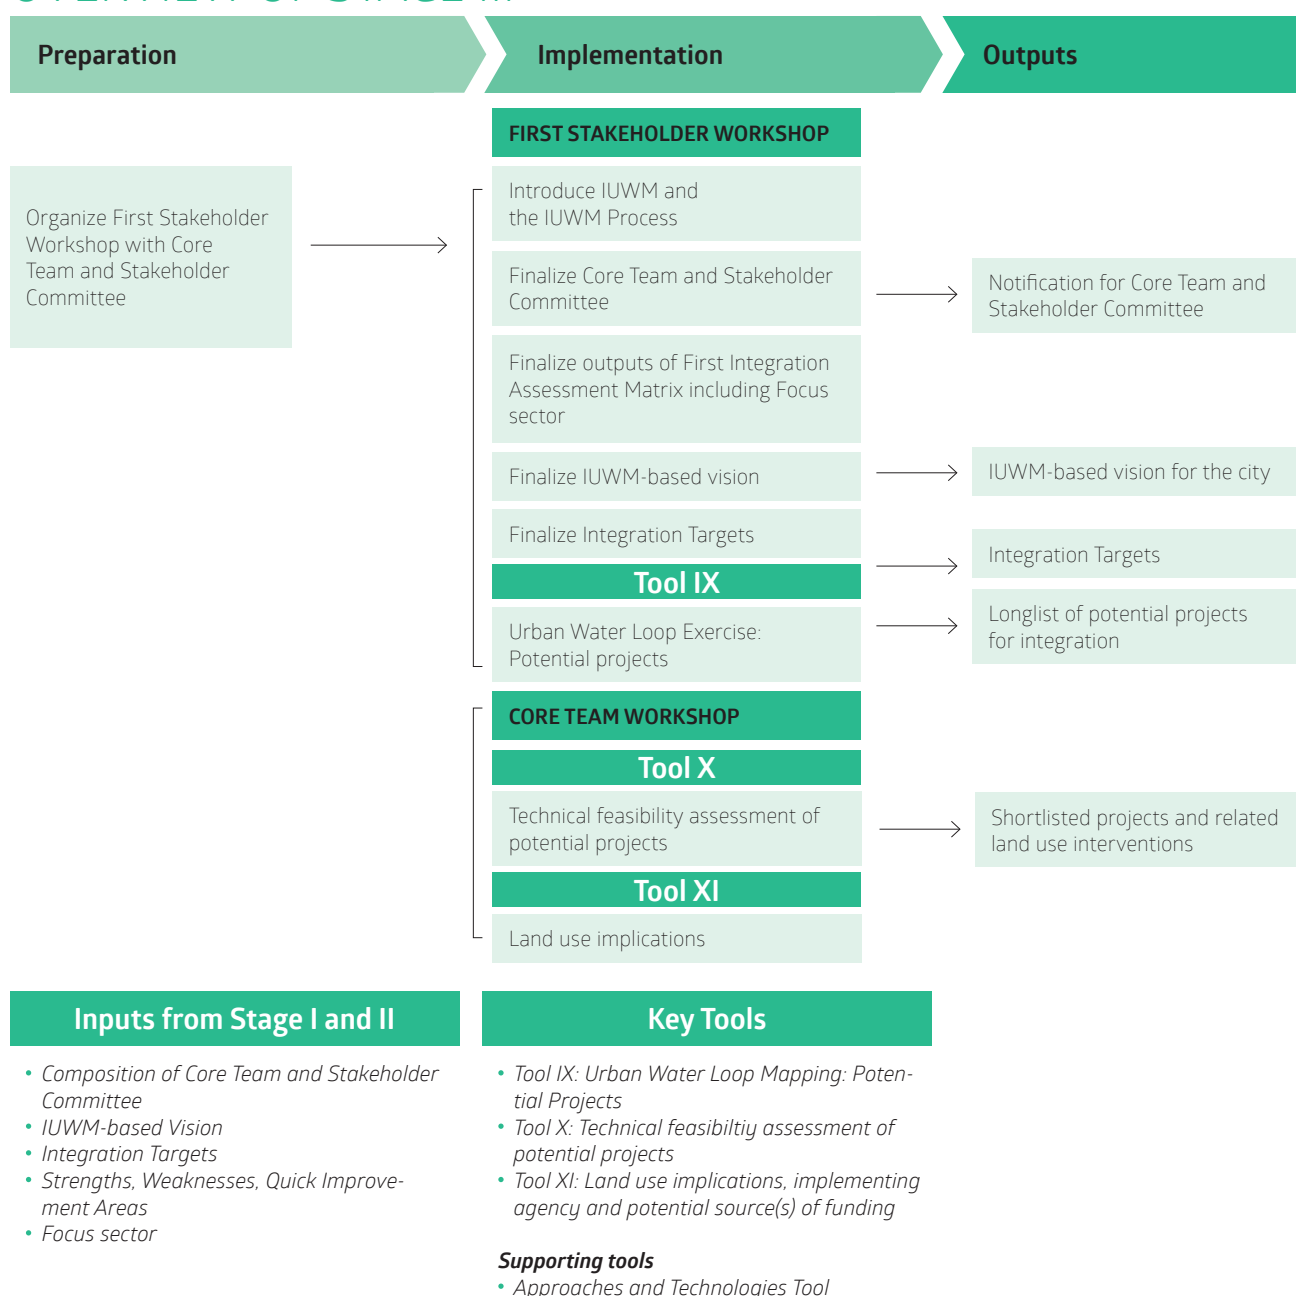 OVERVIEW OF STAGE III
Preparation
Implementation
Outputs
Organize First Stakeholder
Workshop with Core
Team and Stakeholder
Committee
FIRST STAKEHOLDER WORKSHOP
Introduce IUWM and
the IUWM Process
Finalize Core Team and Stakeholder
Committee
Notification for Core Team and
Stakeholder Committee
Finalize outputs of First Integration
Assessment Matrix including Focus
sector
Finalize IUWM-based vision
IUWM-based vision for the city
Finalize Integration Targets
Integration Targets
Tool IX
Urban Water Loop Exercise:
Potential projects
Longlist of potential projects
for integration
CORE TEAM WORKSHOP
Tool X
Technical feasibility assessment of
potential projects
Shortlisted projects and related
land use interventions
Tool XI
Land use implications
Inputs from Stage I and II
• Composition of Core Team and Stakeholder
Committee
• IUWM-based Vision
• Integration Targets
• Strengths, Weaknesses, Quick Improve-
ment Areas
• Focus sector
Key Tools
• Tool IX: Urban Water Loop Mapping: Poten-
tial Projects
• Tool X: Technical feasibiltiy assessment of
potential projects
• Tool XI: Land use implications, implementing
agency and potential source(s) of funding
Supporting tools
• Approaches and Technologies Tool